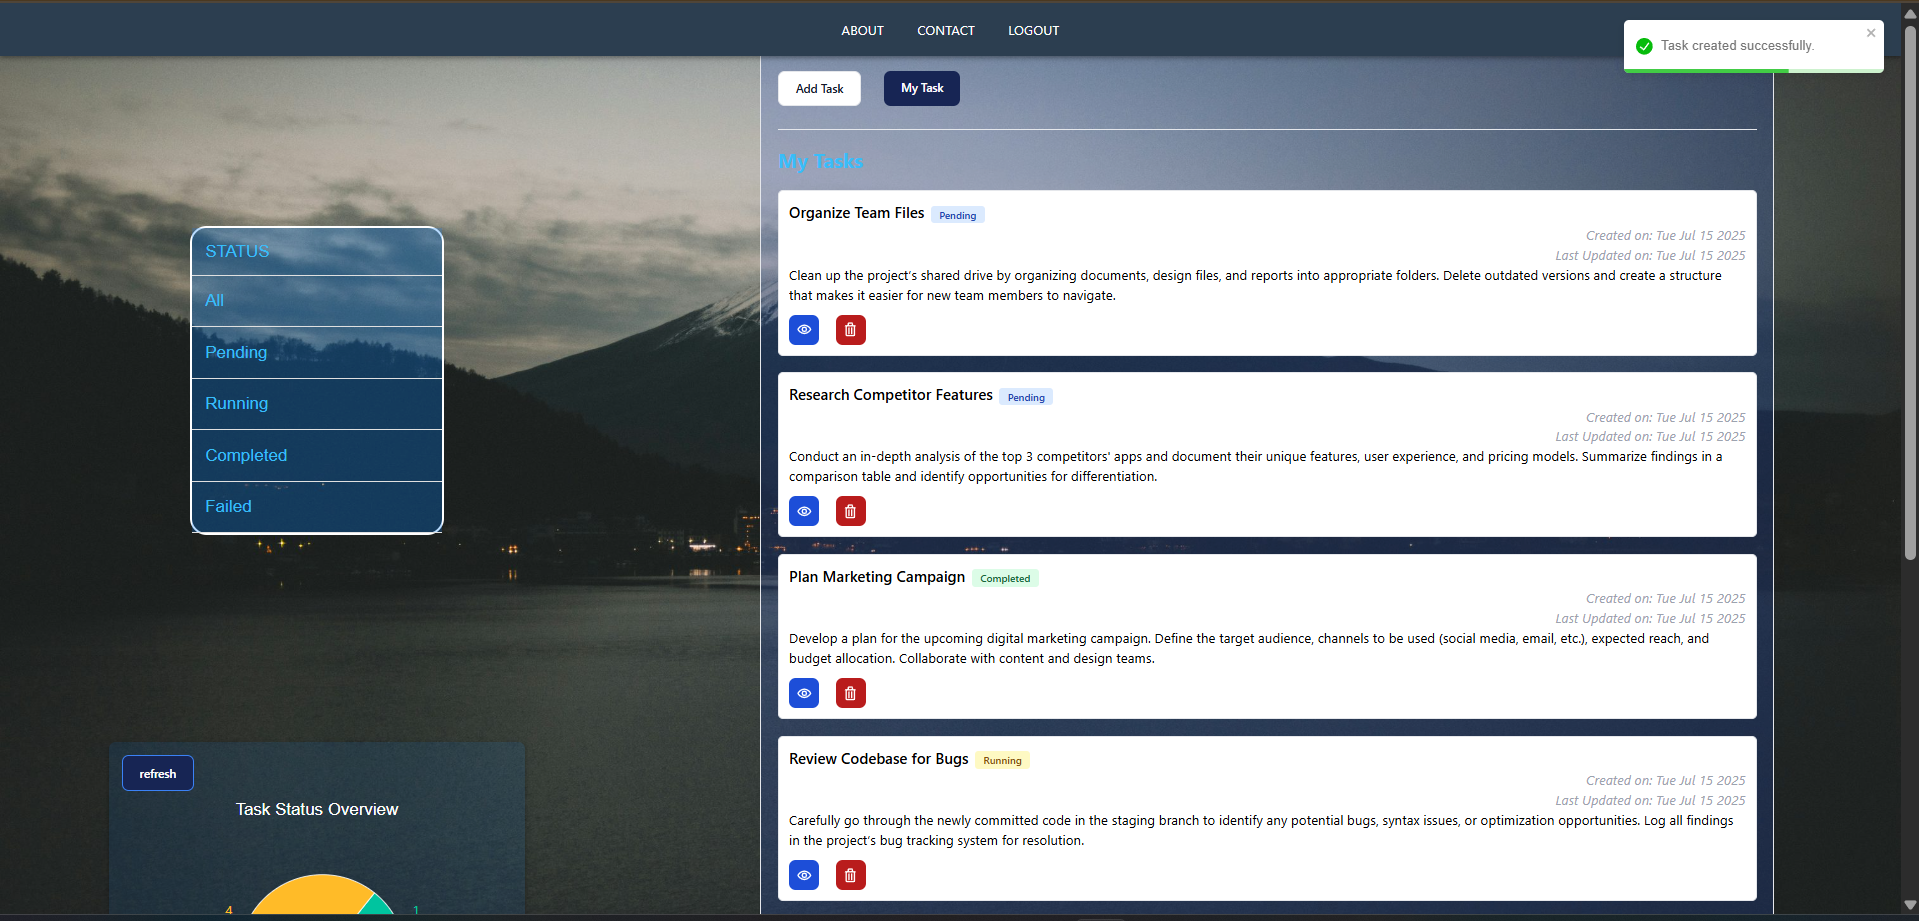 ABOUT CONTACT LOGOUT
Task created successfully.
Add Task My Task
My Tasks
Organize Team Files Pending
Created on: Tue Jul 15 2025
Last Updated on: Tue Jul 15 2025
Clean up the project’s shared drive by organizing documents, design files, and reports into appropriate folders. Delete outdated versions and create a structure
that makes it easier for new team members to navigate.
Research Competitor Features Pending
Created on: Tue Jul 15 2025
Last Updated on: Tue Jul 15 2025
Conduct an in-depth analysis of the top 3 competitors' apps and document their unique features, user experience, and pricing models. Summarize findings in a
comparison table and identify opportunities for differentiation.
Plan Marketing Campaign Completed
Created on: Tue Jul 15 2025
Last Updated on: Tue Jul 15 2025
Develop a plan for the upcoming digital marketing campaign. Define the target audience, channels to be used (social media, email, etc.), expected reach, and
budget allocation. Collaborate with content and design teams.
Review Codebase for Bugs Running
Created on: Tue Jul 15 2025
Last Updated on: Tue Jul 15 2025
Carefully go through the newly committed code in the staging branch to identify any potential bugs, syntax issues, or optimization opportunities. Log all findings
in the project’s bug tracking system for resolution.
STATUS
All
Pending
Running
Completed
Failed
refresh
Task Status Overview
4 1